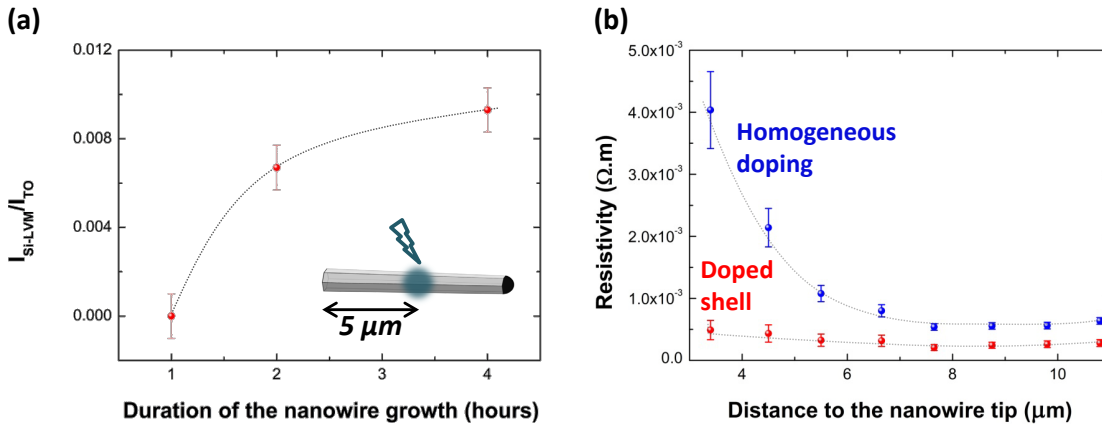 (a)
0.012
0.008
0.004
0.000
I_Si-LVM/I_TO
5 µm
1
2
3
4
Duration of the nanowire growth (hours)
(b)
5.0x10⁻³
4.0x10⁻³
3.0x10⁻³
2.0x10⁻³
1.0x10⁻³
0.0
Resistivity (Ω.m)
Homogeneous
doping
Doped
shell
4
6
8
10
Distance to the nanowire tip (µm)